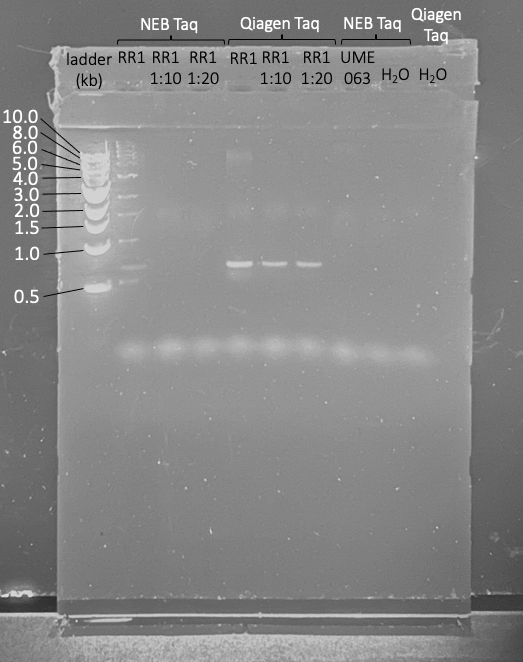 NEB Taq
Qiagen Taq
NEB Taq
Qiagen
Taq
ladder
(kb)
RR1
RR1
1:10
RR1
1:20
RR1
RR1
1:10
RR1
1:20
UME
063
H₂O
H₂O
10.0
8.0
6.0
5.0
4.0
3.0
2.0
1.5
1.0
0.5